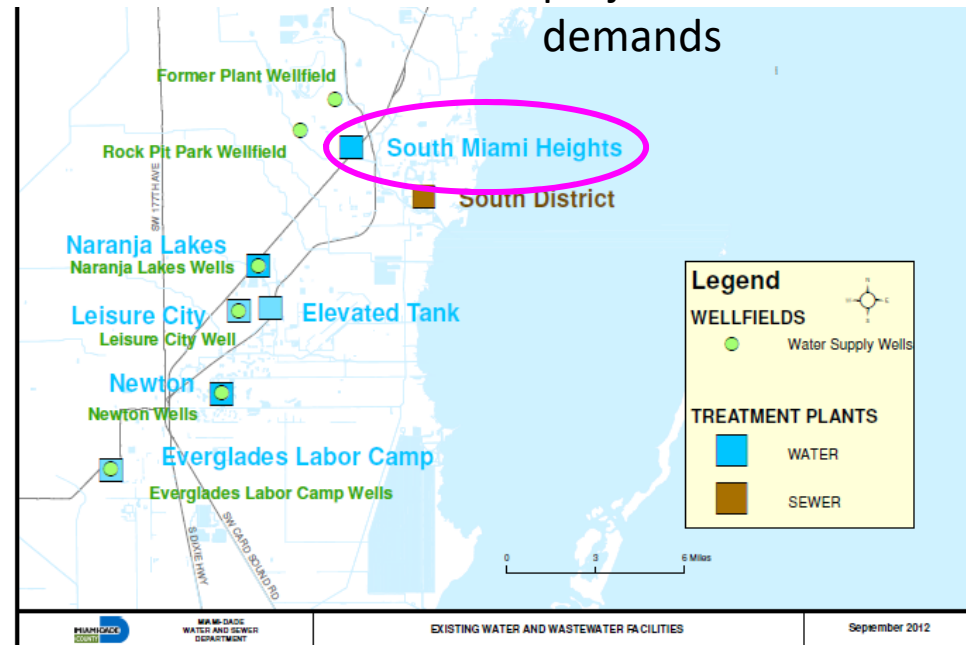 demands
Former Plant Wellfield
South Miami Heights
Rock Pit Park Wellfield
SW 177TH AVE
South District
Naranja Lakes
Naranja Lakes Wells
Leisure City
Elevated Tank
Leisure City Well
Newton
Newton Wells
Everglades Labor Camp
Everglades Labor Camp Wells
S DIXIE HWY
SW CARD SOUND RD
Legend
N
W
E
S
WELLFIELDS
Water Supply Wells
TREATMENT PLANTS
WATER
SEWER
0 3 6 Miles
MIAMI-DADE
COUNTY
MIAMI-DADE
WATER AND SEWER
DEPARTMENT
EXISTING WATER AND WASTEWATER FACILITIES
September 2012